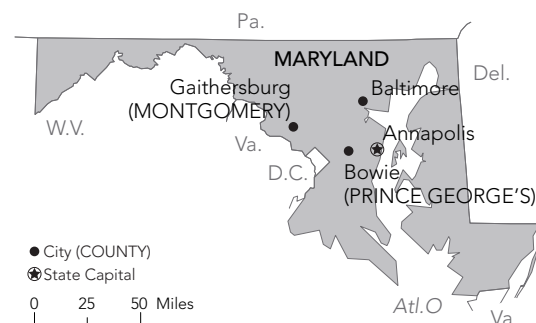 Pa.
MARYLAND
Gaithersburg
(MONTGOMERY)
Baltimore
Del.
W.V.
Va.
Annapolis
D.C.
Bowie
(PRINCE GEORGE'S)
City (COUNTY)
State Capital
0 25 50 Miles
Atl.O
Va